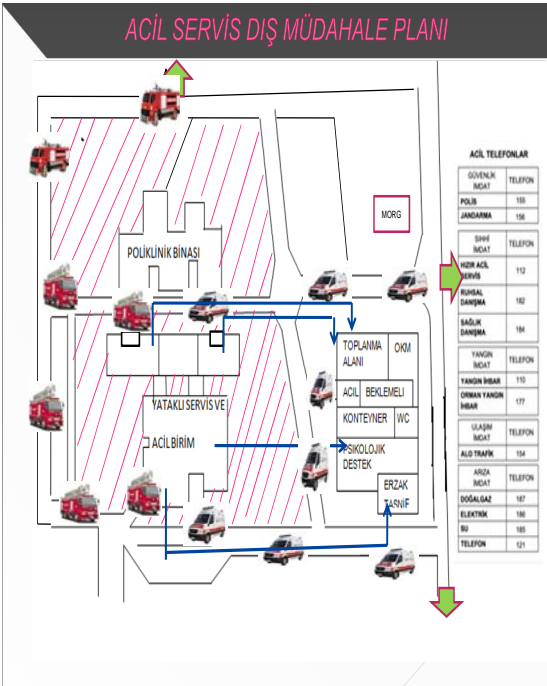 ACİL SERVİS DIŞ MÜDAHALE PLANI
ACİL TELEFONLAR
GÜVENLİK İMDAT TELEFON
POLİS 155
JANDARMA 156
SIHHİ İMDAT TELEFON
HIZIR ACİL SERVİS 112
RUHSAL DANIŞMA 182
SAĞLIK DANIŞMA 184
YANGIN İMDAT TELEFON
YANGIN İHBAR 110
ORMAN YANGIN İHBAR 177
ULAŞIM İMDAT TELEFON
ALO TRAFİK 154
ARIZA İMDAT TELEFON
DOĞALGAZ 187
ELEKTRİK 186
SU 185
TELEFON 121
MORG
POLİKLİNİK BİNASI
TOPLANMA ALANI
OKM
ACIL
BEKLEMELİ
KONTEYNER
WC
PSIKOLOJIK
DESTEK
ERZAK
TASNİF
YATAKLI SERVİS VE
ACİL BİRİM